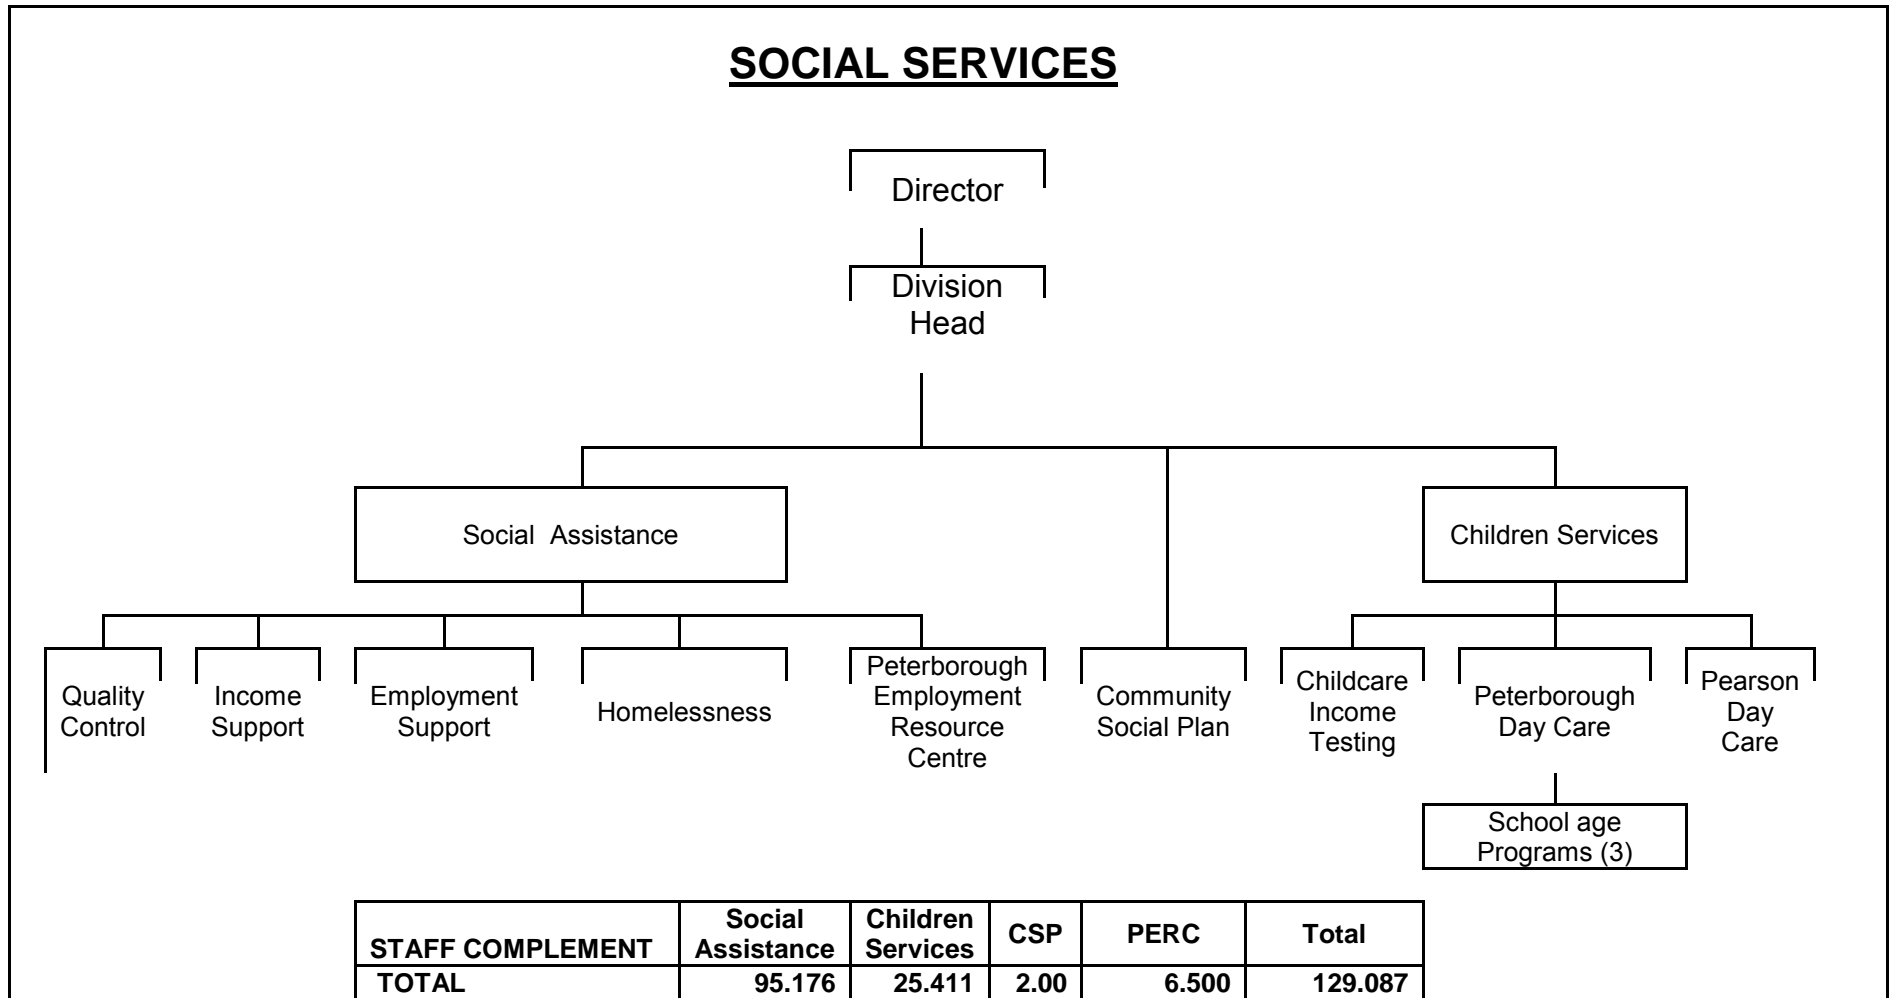 SOCIAL SERVICES
Director
Division
Head
Social Assistance
Children Services
Quality
Control
Income
Support
Employment
Support
Homelessness
Peterborough
Employment
Resource
Centre
Community
Social Plan
Childcare
Income
Testing
Peterborough
Day Care
Pearson
Day
Care
School age
Programs (3)
STAFF COMPLEMENT Social Assistance Children Services CSP PERC Total
TOTAL 95.176 25.411 2.00 6.500 129.087